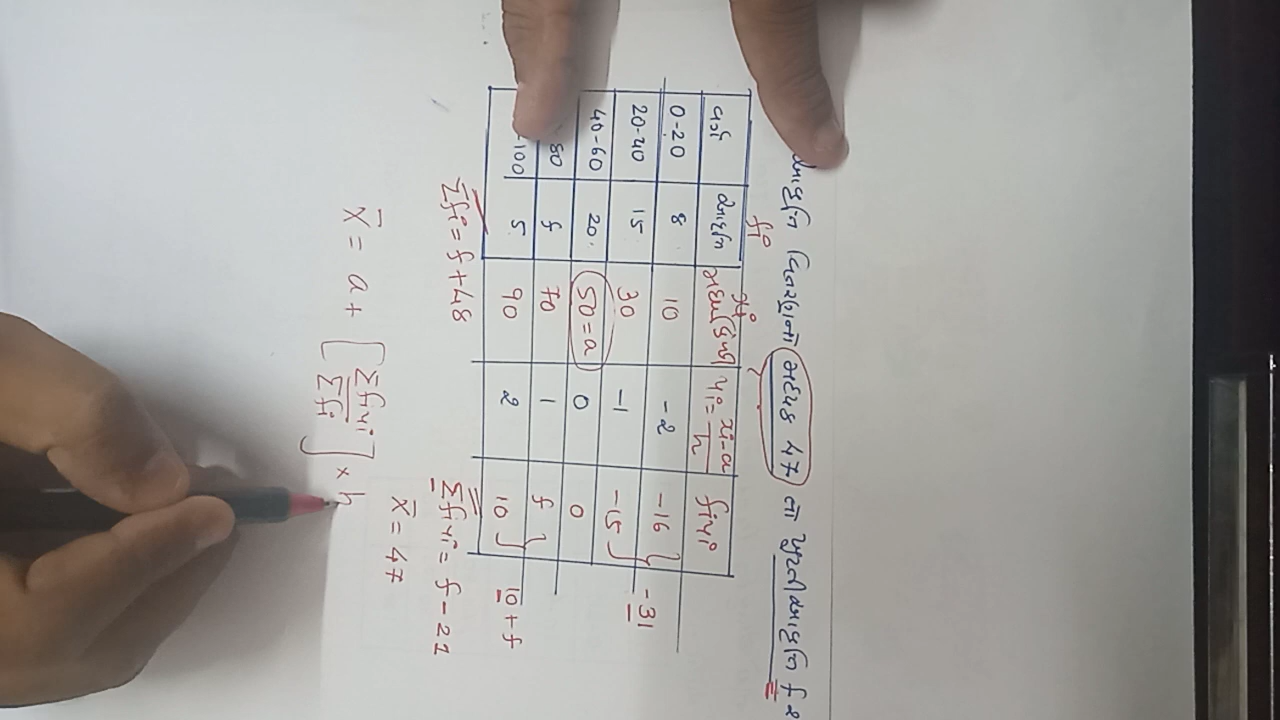 આવૃત્તિ વિતરણનો મધ્યક 47 તો ખૂટતી આવૃત્તિ f
fi xi
વર્ગ આવૃત્તિ મધ્યકિંમત ui = xi-a/h fiui
0-20 8 10 -2 -16
20-40 15 30 -1 -15 -31
40-60 20 50=a 0 0
80 f 70 1 f
-100 5 90 2 10 10+f
Σfi = f+48 Σfiui = f-21
x̄ = 47
x̄ = a + [Σfiui/Σfi] × h